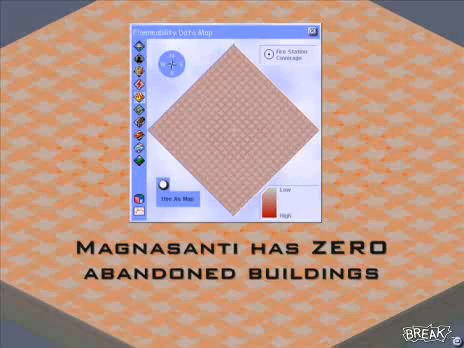 Flammability Data Map
N
W E
S
Fire Station
Coverage
Use As Map
Low
High
MAGNASANTI HAS ZERO
ABANDONED BUILDINGS
BREAK